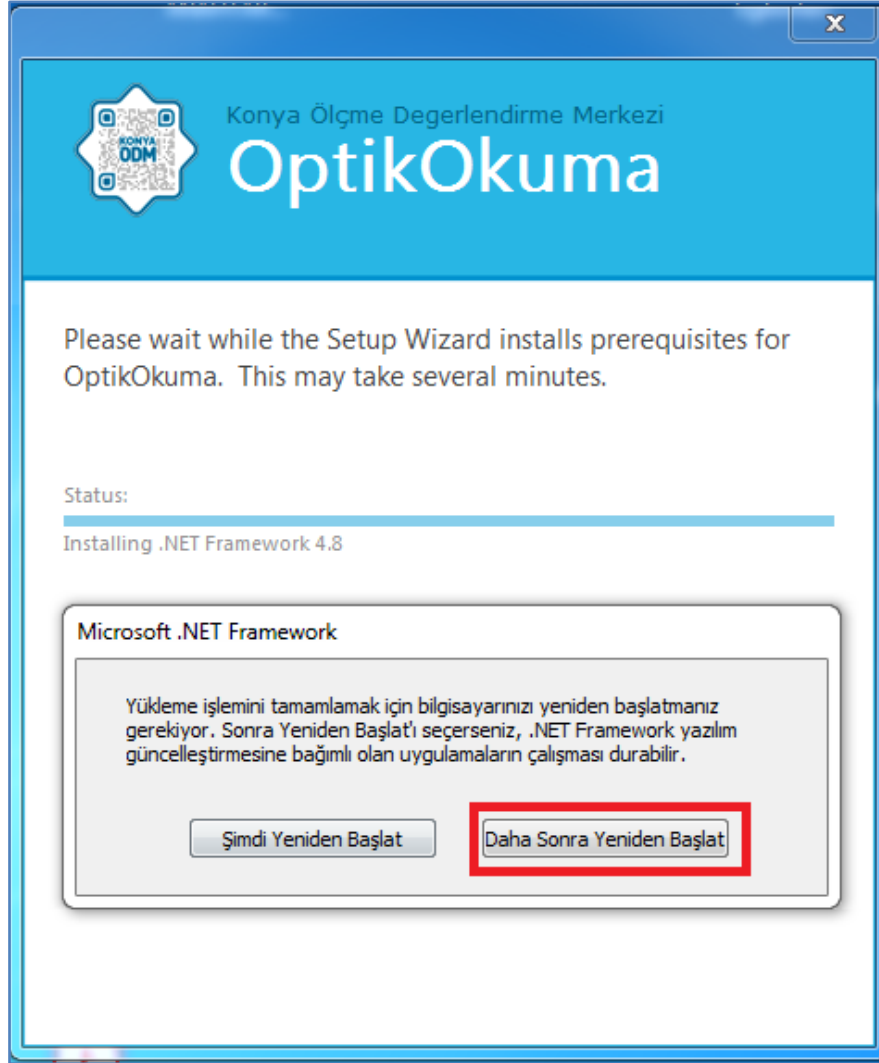 KONYA
ODM
Konya Ölçme Degerlendirme Merkezi
OptikOkuma
Please wait while the Setup Wizard installs prerequisites for
OptikOkuma. This may take several minutes.
Status:
Installing .NET Framework 4.8
Microsoft .NET Framework
Yükleme işlemini tamamlamak için bilgisayarınızı yeniden başlatmanız
gerekiyor. Sonra Yeniden Başlat'ı seçerseniz, .NET Framework yazılım
güncelleştirmesine bağımlı olan uygulamaların çalışması durabilir.
Şimdi Yeniden Başlat
Daha Sonra Yeniden Başlat